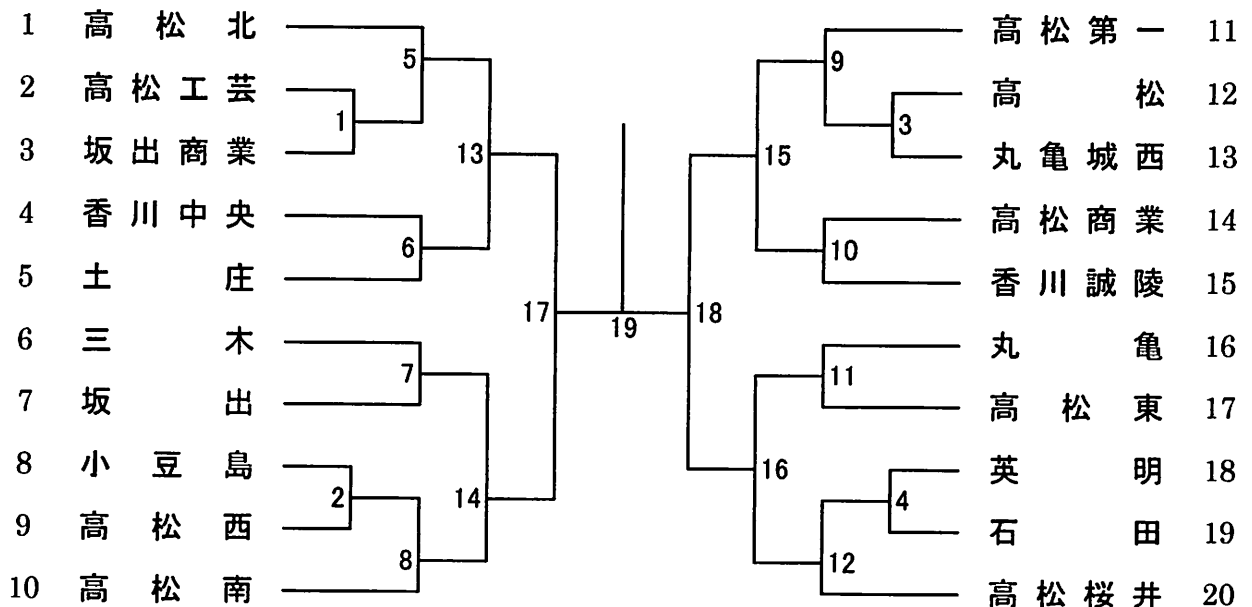 1 高松北
2 高松工芸
3 坂出商業
4 香川中央
5 土庄
6 三木
7 坂出
8 小豆島
9 高松西
10 高松南
5
1
13
6
17
7
2
14
8
19
高松第一 11
高松 12
丸亀城西 13
高松商業 14
香川誠陵 15
丸亀 16
高松東 17
英明 18
石田 19
高松桜井 20
9
3
15
10
18
11
16
4
12